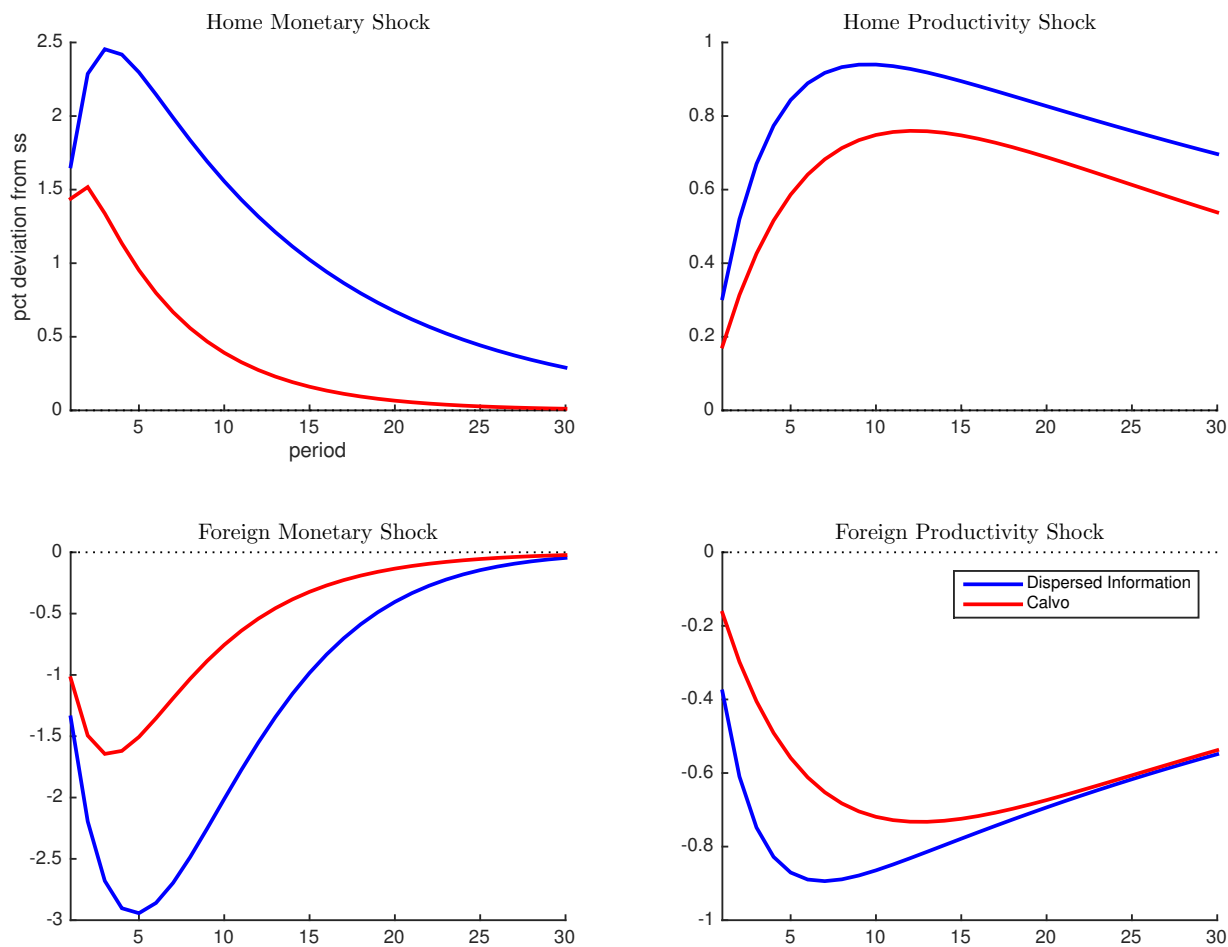 Home Monetary Shock
2.5
2
1.5
1
0.5
0
pct deviation from ss
5 10 15 20 25 30
period
Home Productivity Shock
1
0.8
0.6
0.4
0.2
0
5 10 15 20 25 30
Foreign Monetary Shock
0
-0.5
-1
-1.5
-2
-2.5
-3
5 10 15 20 25 30
Foreign Productivity Shock
0
-0.2
-0.4
-0.6
-0.8
-1
Dispersed Information
Calvo
5 10 15 20 25 30